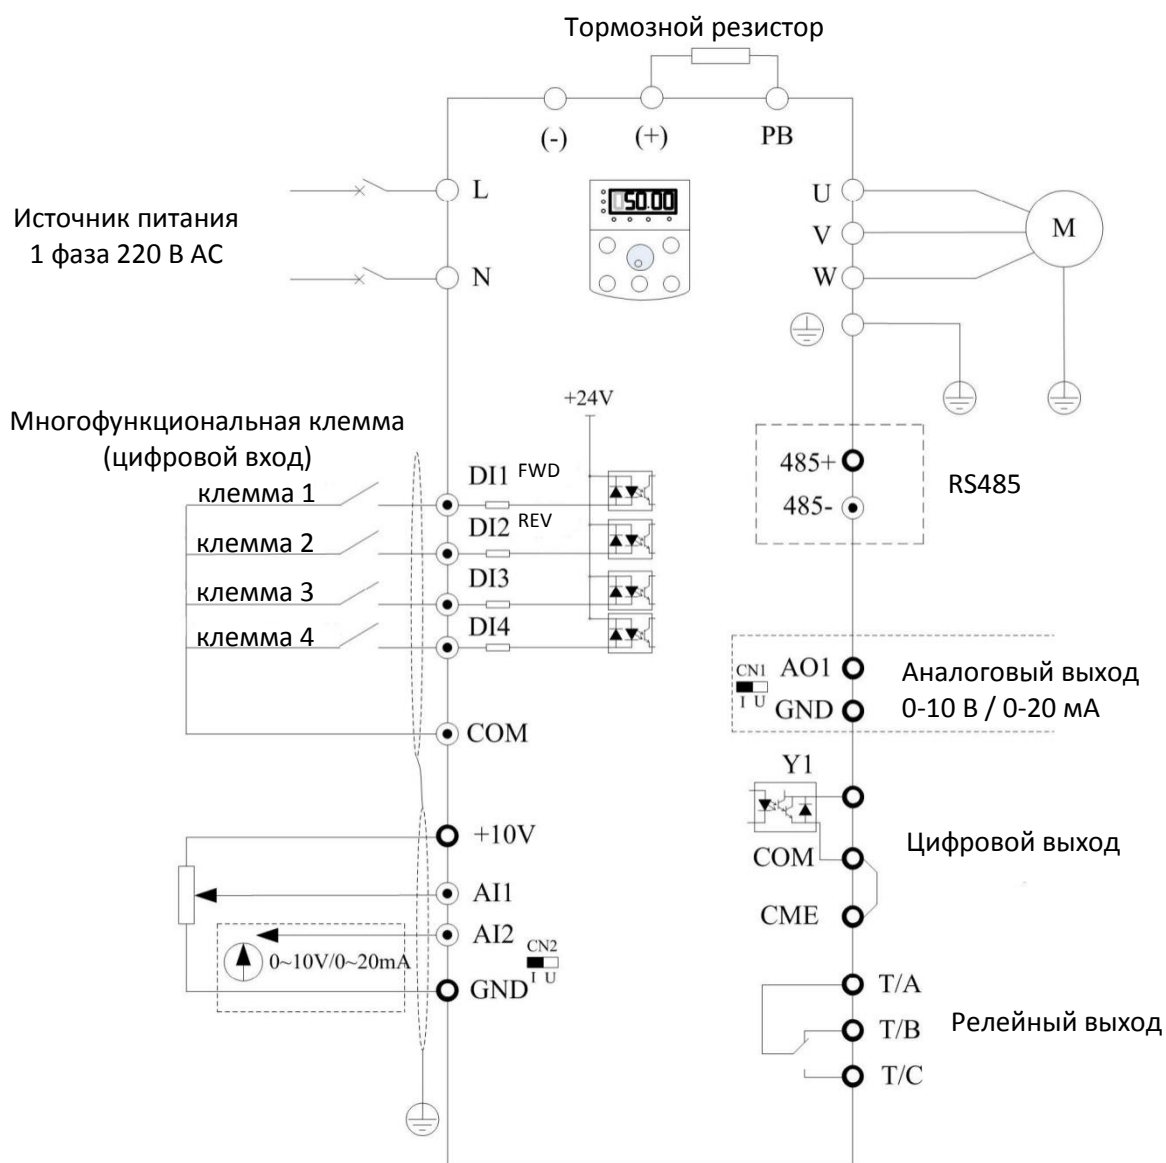 Тормозной резистор
(-)
(+)
PB
Источник питания
1 фаза 220 В AC
L
N
50.00
U
V
W
M
+24V
Многофункциональная клемма
(цифровой вход)
клемма 1
DI1 FWD
клемма 2
DI2 REV
клемма 3
DI3
клемма 4
DI4
COM
+10V
AI1
AI2
0~10V/0~20mA
CN2
I U
GND
485+
485-
RS485
CN1
I U
AO1
GND
Аналоговый выход
0-10 В / 0-20 мА
Y1
COM
CME
Цифровой выход
T/A
T/B
T/C
Релейный выход